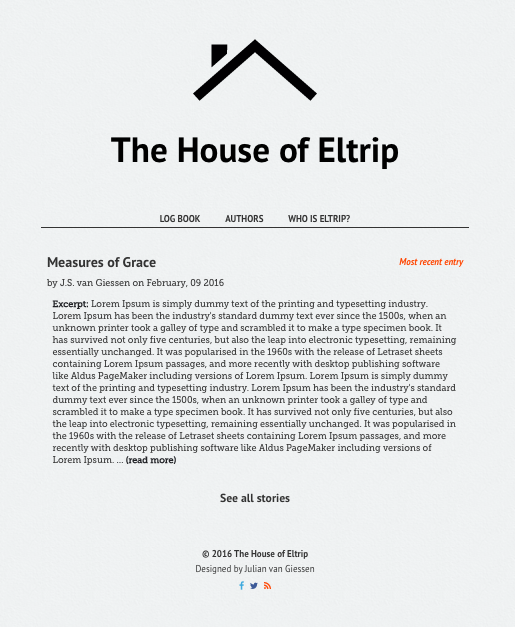 The House of Eltrip
LOG BOOK AUTHORS WHO IS ELTRIP?
Measures of Grace Most recent entry
by J.S. van Giessen on February, 09 2016
Excerpt: Lorem Ipsum is simply dummy text of the printing and typesetting industry.
Lorem Ipsum has been the industry's standard dummy text ever since the 1500s, when an
unknown printer took a galley of type and scrambled it to make a type specimen book. It
has survived not only five centuries, but also the leap into electronic typesetting, remaining
essentially unchanged. It was popularised in the 1960s with the release of Letraset sheets
containing Lorem Ipsum passages, and more recently with desktop publishing software
like Aldus PageMaker including versions of Lorem Ipsum. Lorem Ipsum is simply dummy
text of the printing and typesetting industry. Lorem Ipsum has been the industry's standard
dummy text ever since the 1500s, when an unknown printer took a galley of type and
scrambled it to make a type specimen book. It has survived not only five centuries, but also
the leap into electronic typesetting, remaining essentially unchanged. It was popularised in
the 1960s with the release of Letraset sheets containing Lorem Ipsum passages, and more
recently with desktop publishing software like Aldus PageMaker including versions of
Lorem Ipsum. ... (read more)
See all stories
© 2016 The House of Eltrip
Designed by Julian van Giessen